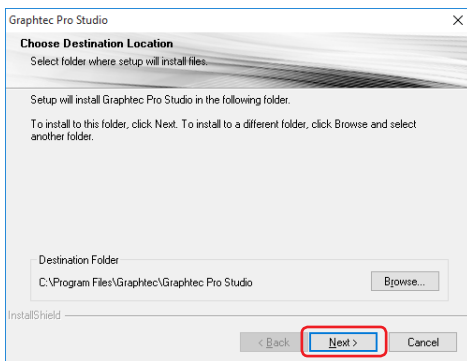 Graphtec Pro Studio
Choose Destination Location
Select folder where setup will install files.
Setup will install Graphtec Pro Studio in the following folder.
To install to this folder, click Next. To install to a different folder, click Browse and select
another folder.
Destination Folder
C:\Program Files\Graphtec\Graphtec Pro Studio
Browse...
InstallShield
< Back
Next >
Cancel